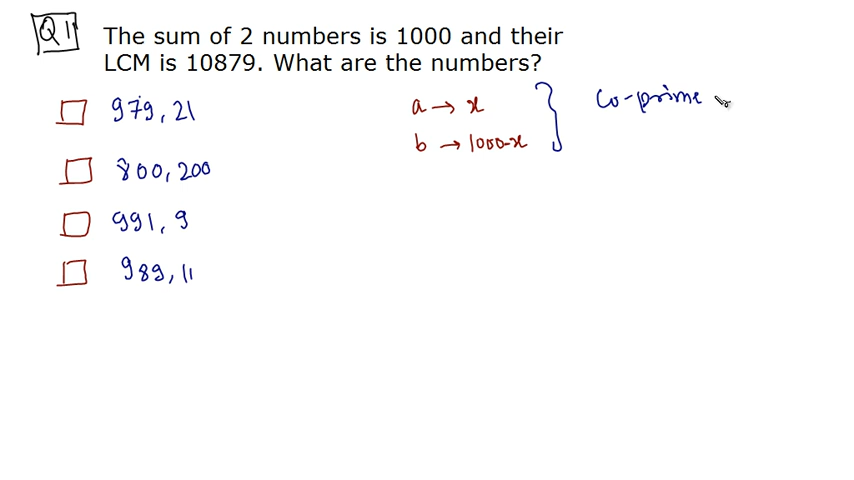 Q1
The sum of 2 numbers is 1000 and their
LCM is 10879. What are the numbers?
979, 21
800, 200
991, 9
989, 11
a → x
b → 1000-x
Co-prime